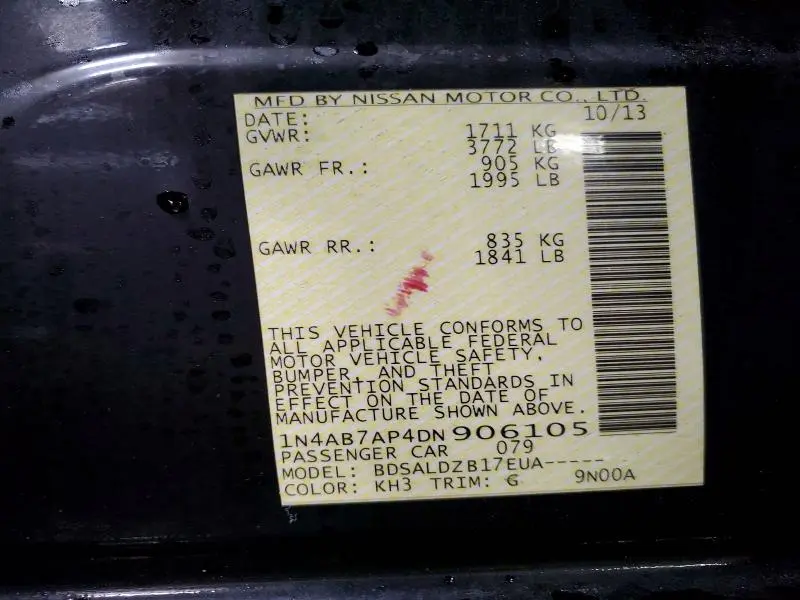 MFD BY NISSAN MOTOR CO., LTD.
DATE: 10/13
GVWR: 1711 KG
3772 LB
GAWR FR.: 905 KG
1995 LB
GAWR RR.: 835 KG
1841 LB
THIS VEHICLE CONFORMS TO
ALL APPLICABLE FEDERAL
MOTOR VEHICLE SAFETY,
BUMPER, AND THEFT
PREVENTION STANDARDS IN
EFFECT ON THE DATE OF
MANUFACTURE SHOWN ABOVE.
1N4AB7AP4DN906105
PASSENGER CAR 079
MODEL: BDSALDZB17EUA-----
COLOR: KH3 TRIM: G 9N00A